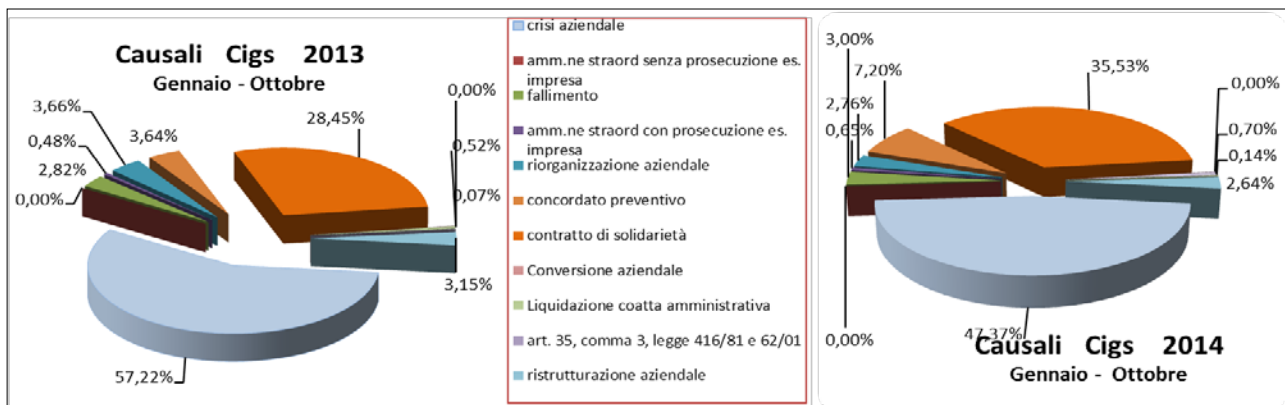 Causali Cigs 2013
Gennaio - Ottobre
3,66%
3,64%
0,48%
2,82%
0,00%
28,45%
0,00%
0,52%
0,07%
3,15%
57,22%
crisi aziendale
amm.ne straord senza prosecuzione es.
impresa
fallimento
amm.ne straord con prosecuzione es.
impresa
riorganizzazione aziendale
concordato preventivo
contratto di solidarietà
Conversione aziendale
Liquidazione coatta amministrativa
art. 35, comma 3, legge 416/81 e 62/01
ristrutturazione aziendale
3,00%
7,20%
2,76%
0,65%
35,53%
0,00%
0,70%
0,14%
2,64%
0,00%
47,37%
Causali Cigs 2014
Gennaio - Ottobre